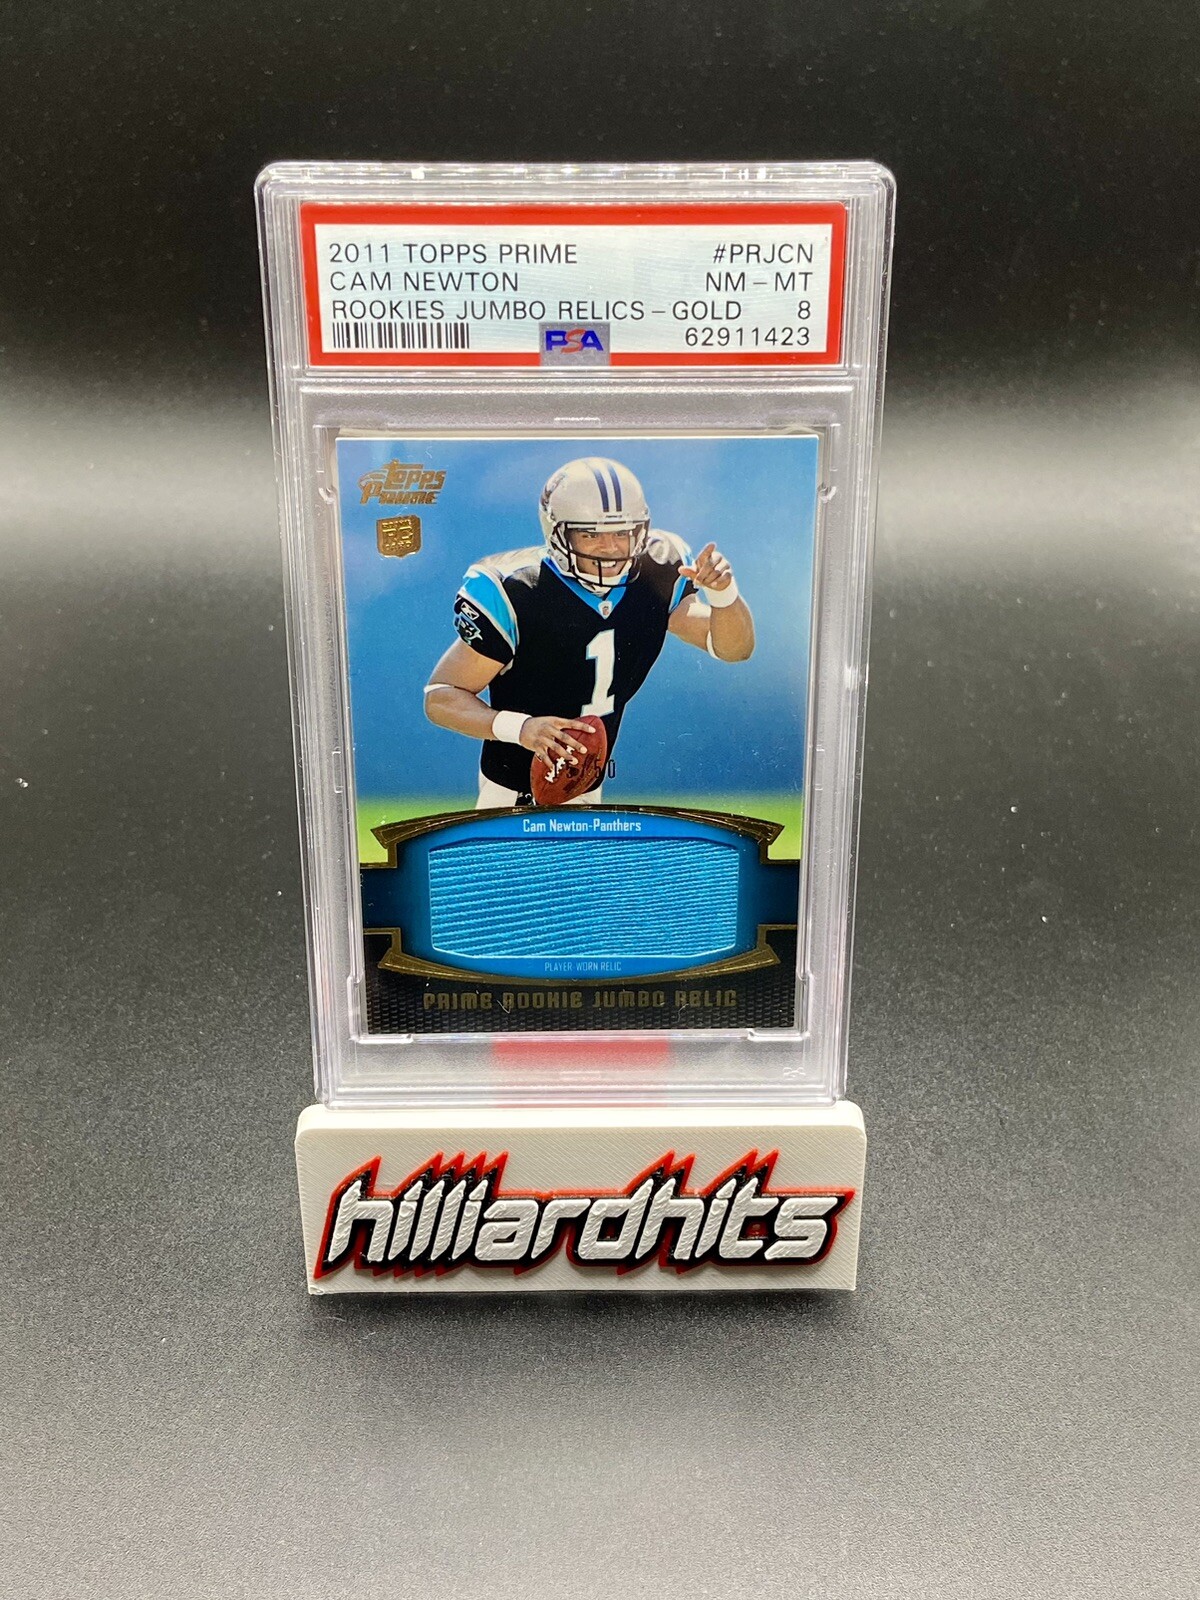 2011 TOPPS PRIME #PRJCN
CAM NEWTON NM - MT
ROOKIES JUMBO RELICS - GOLD 8
PSA 62911423
TOPPS
PRIME
RC
1
/50
Cam Newton-Panthers
PLAYER-WORN RELIC
PRIME ROOKIE JUMBO RELIC
hilliardhits